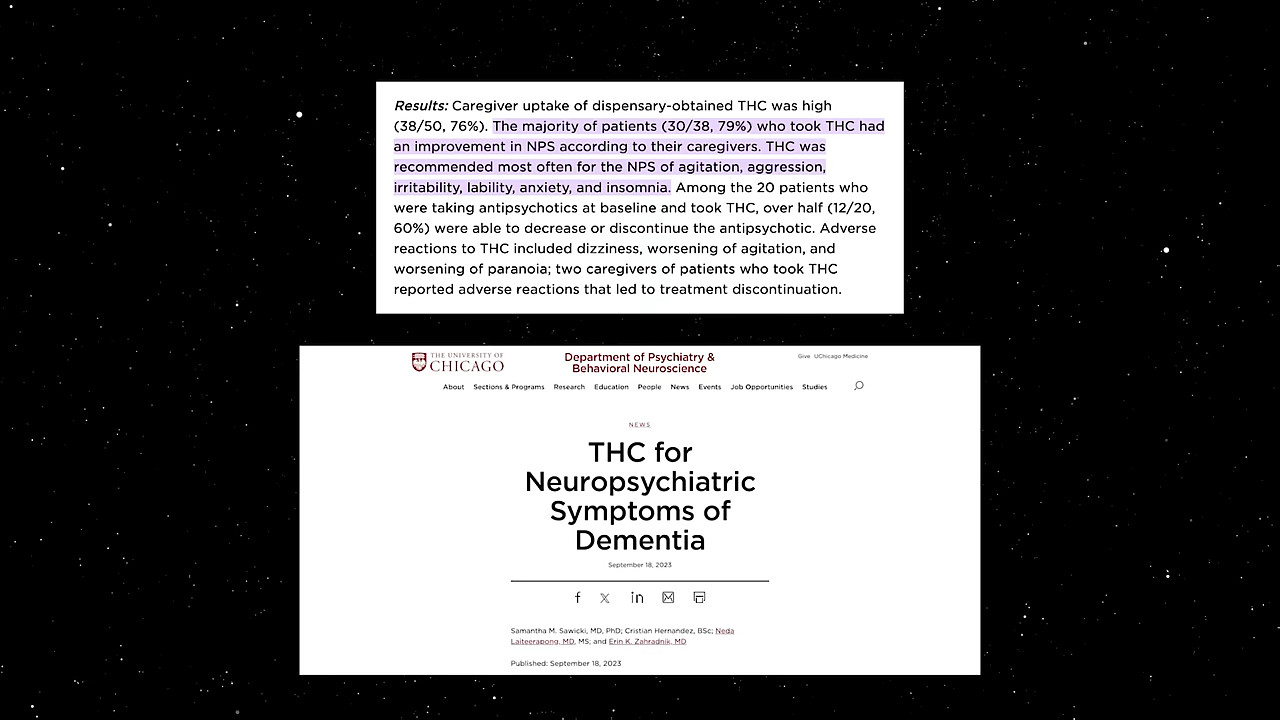 Results: Caregiver uptake of dispensary-obtained THC was high
(38/50, 76%). The majority of patients (30/38, 79%) who took THC had
an improvement in NPS according to their caregivers. THC was
recommended most often for the NPS of agitation, aggression,
irritability, lability, anxiety, and insomnia. Among the 20 patients who
were taking antipsychotics at baseline and took THC, over half (12/20,
60%) were able to decrease or discontinue the antipsychotic. Adverse
reactions to THC included dizziness, worsening of agitation, and
worsening of paranoia; two caregivers of patients who took THC
reported adverse reactions that led to treatment discontinuation.
THE UNIVERSITY OF
CHICAGO
Department of Psychiatry &
Behavioral Neuroscience
Give UChicago Medicine
About Sections & Programs Research Education People News Events Job Opportunities Studies
NEWS
THC for
Neuropsychiatric
Symptoms of
Dementia
September 18, 2023
Samantha M. Sawicki, MD, PhD; Cristian Hernandez, BSc; Neda
Laiteerapong, MD, MS; and Erin K. Zahradnik, MD
Published: September 18, 2023